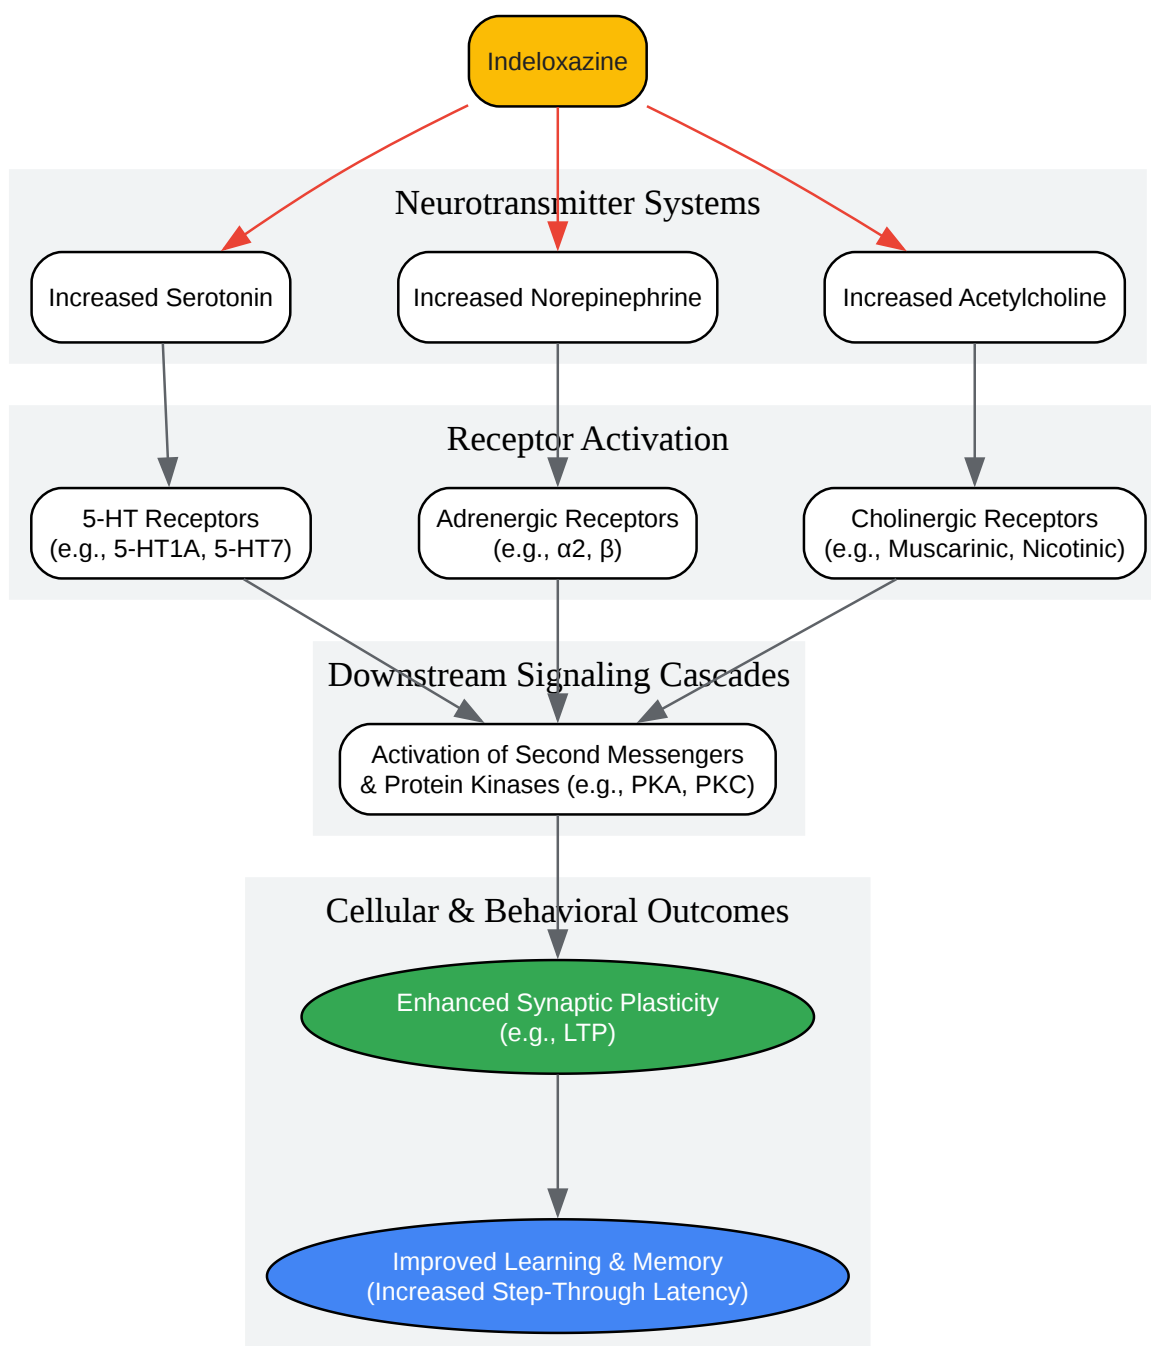 Indeloxazine
Neurotransmitter Systems
Increased Serotonin
Increased Norepinephrine
Increased Acetylcholine
Receptor Activation
5-HT Receptors
(e.g., 5-HT1A, 5-HT7)
Adrenergic Receptors
(e.g., α2, β)
Cholinergic Receptors
(e.g., Muscarinic, Nicotinic)
Downstream Signaling Cascades
Activation of Second Messengers
& Protein Kinases (e.g., PKA, PKC)
Cellular & Behavioral Outcomes
Enhanced Synaptic Plasticity
(e.g., LTP)
Improved Learning & Memory
(Increased Step-Through Latency)